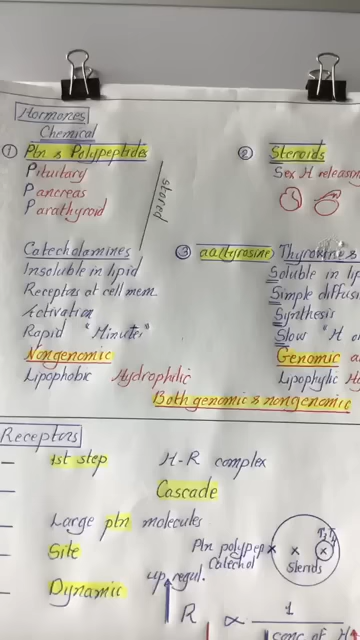 Hormones
Chemical
① Ptn & Polypeptides
Pituitary
Pancreas
Parathyroid
stored
② Steroids
Sex H releasin
Catecholamines
Insoluble in lipid
Receptors at cell mem.
Activation
Rapid "Minutes"
Nongenomic
Lipophobic Hydrophilic
③ aa(tyrosine) Thyroxine &
Soluble in lip
Simple diffusi
Synthesis
Slow "H or
Genomic a
Lipophylic H
Both genomic & nongenomic
Receptors
1st step H-R complex
Cascade
Large ptn molecules
Site
Dynamic up regul.
Ptn polypep
Catechol
Steroids
R ∝ 1
conc of H